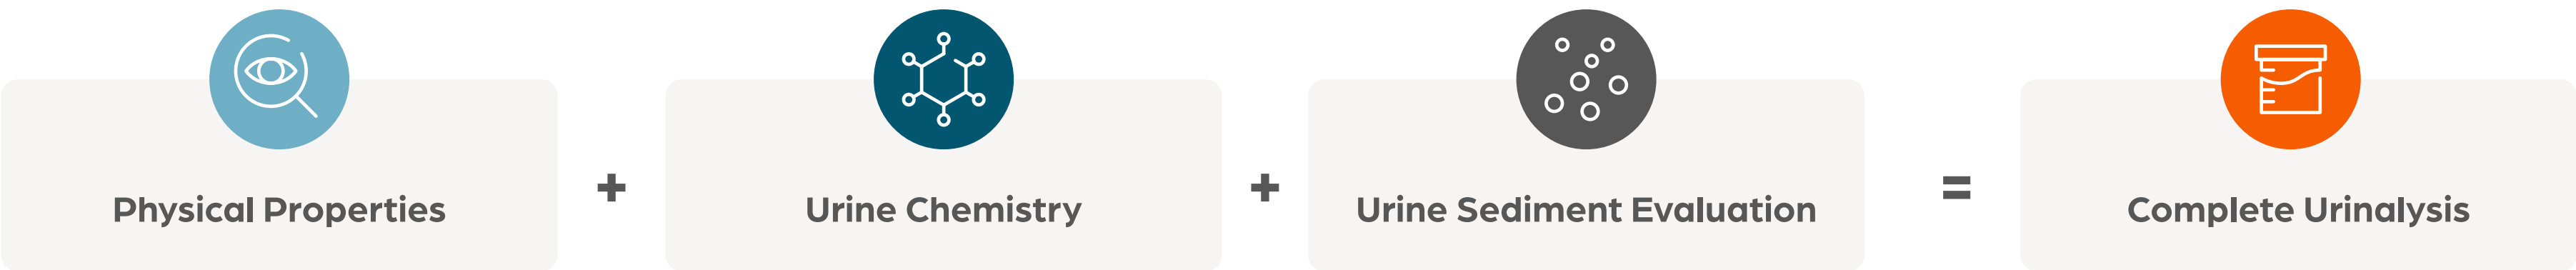 Physical Properties
+
Urine Chemistry
+
Urine Sediment Evaluation
=
Complete Urinalysis